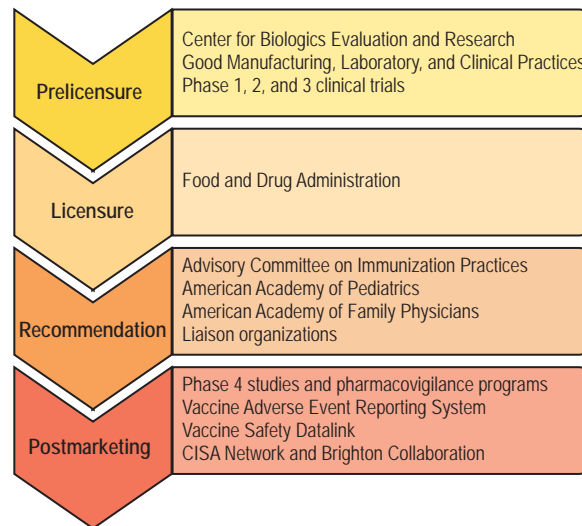 Prelicensure
Center for Biologics Evaluation and Research
Good Manufacturing, Laboratory, and Clinical Practices
Phase 1, 2, and 3 clinical trials
Licensure
Food and Drug Administration
Recommendation
Advisory Committee on Immunization Practices
American Academy of Pediatrics
American Academy of Family Physicians
Liaison organizations
Postmarketing
Phase 4 studies and pharmacovigilance programs
Vaccine Adverse Event Reporting System
Vaccine Safety Datalink
CISA Network and Brighton Collaboration